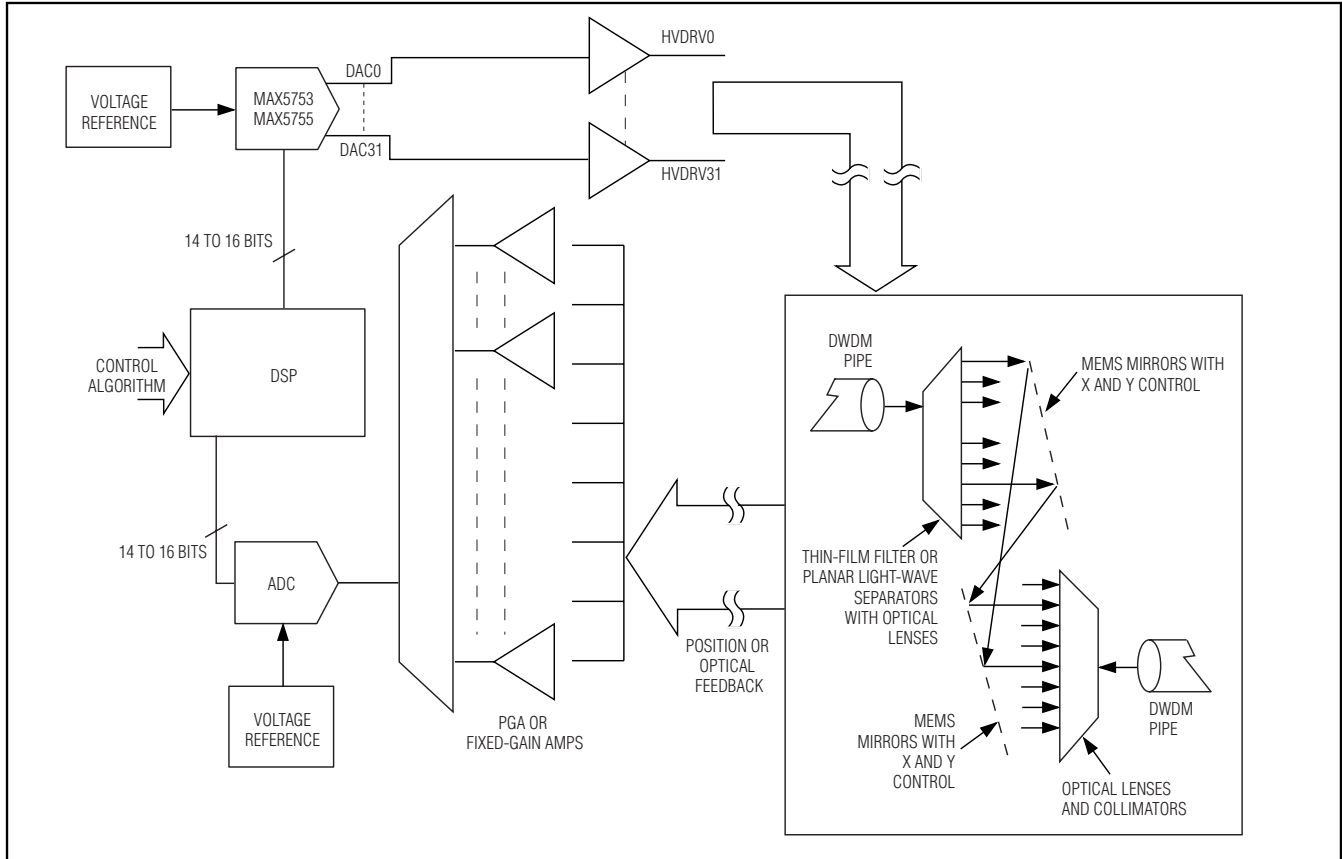 VOLTAGE
REFERENCE
MAX5753
MAX5755
DAC0
DAC31
HVDRV0
HVDRV31
14 TO 16 BITS
CONTROL
ALGORITHM
DSP
14 TO 16 BITS
ADC
VOLTAGE
REFERENCE
PGA OR
FIXED-GAIN AMPS
POSITION OR
OPTICAL
FEEDBACK
DWDM
PIPE
MEMS MIRRORS WITH
X AND Y CONTROL
THIN-FILM FILTER OR
PLANAR LIGHT-WAVE
SEPARATORS
WITH OPTICAL
LENSES
MEMS
MIRRORS WITH
X AND Y
CONTROL
DWDM
PIPE
OPTICAL LENSES
AND COLLIMATORS